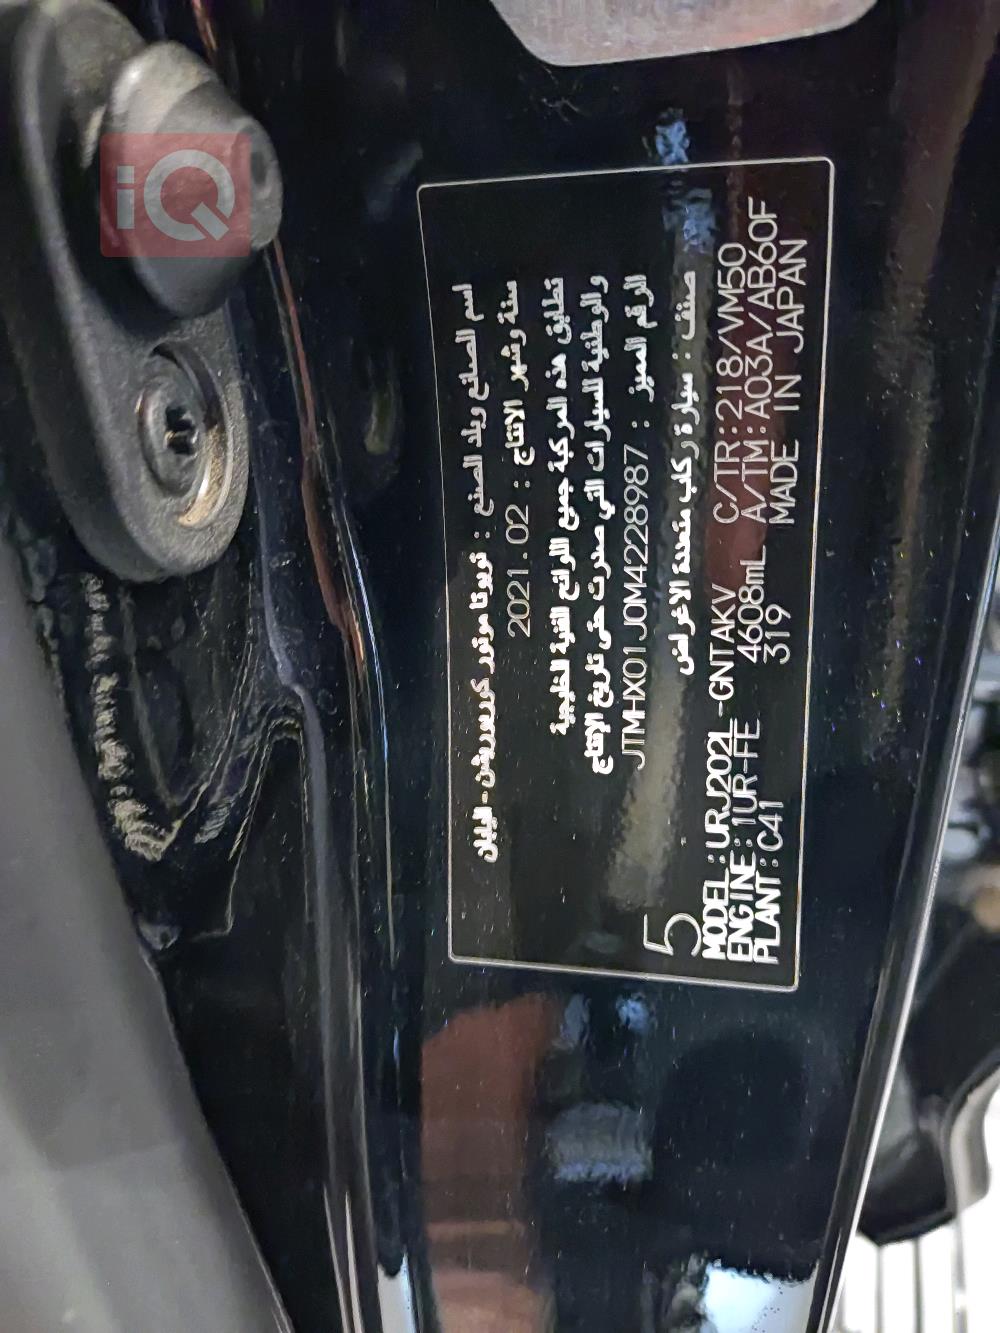 iQ
اسم الصانع وبلد الصنع : تويوتا موتور كوربوريشن - اليابان
سنة وشهر الانتاج : 2021.02
تطابق هذه المركبة جميع اللوائح الفنية الخليجية
و الوطنية للسيارات التي صدرت حتى تاريخ الإنتاج
الرقم المميز : JTMHX01J0M4228987
صنف : سيارة ركاب متعددة الاغراض
5
MODEL:URJ202L-GNTAKV C/TR:218/VM50
ENGINE:1UR-FE 4608mL A/TM:A03A/AB60F
PLANT:C41 319 MADE IN JAPAN